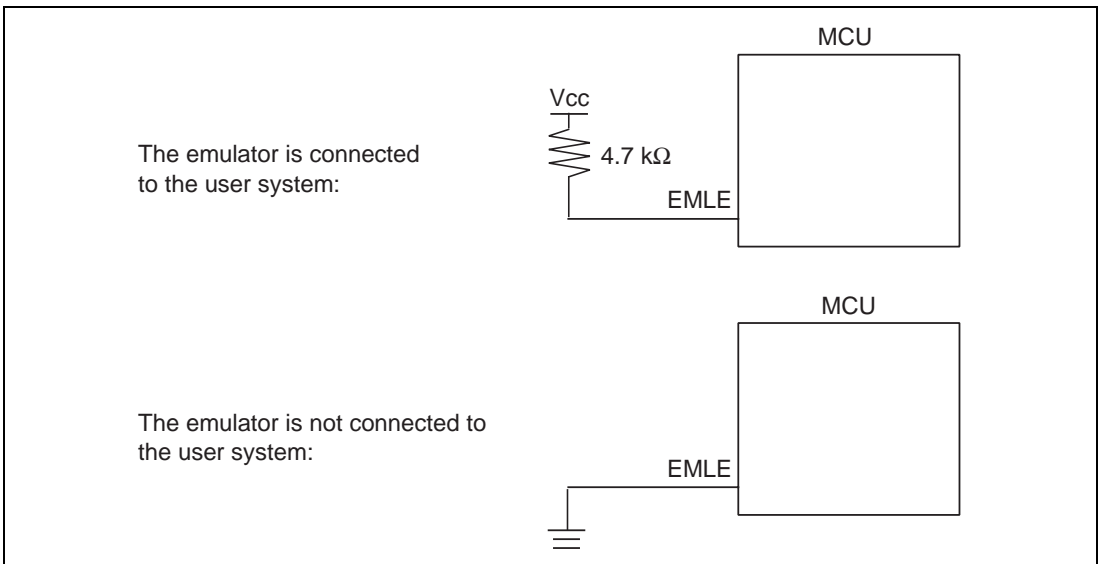 MCU
Vcc
The emulator is connected
to the user system:
4.7 kΩ
EMLE
MCU
The emulator is not connected to
the user system:
EMLE